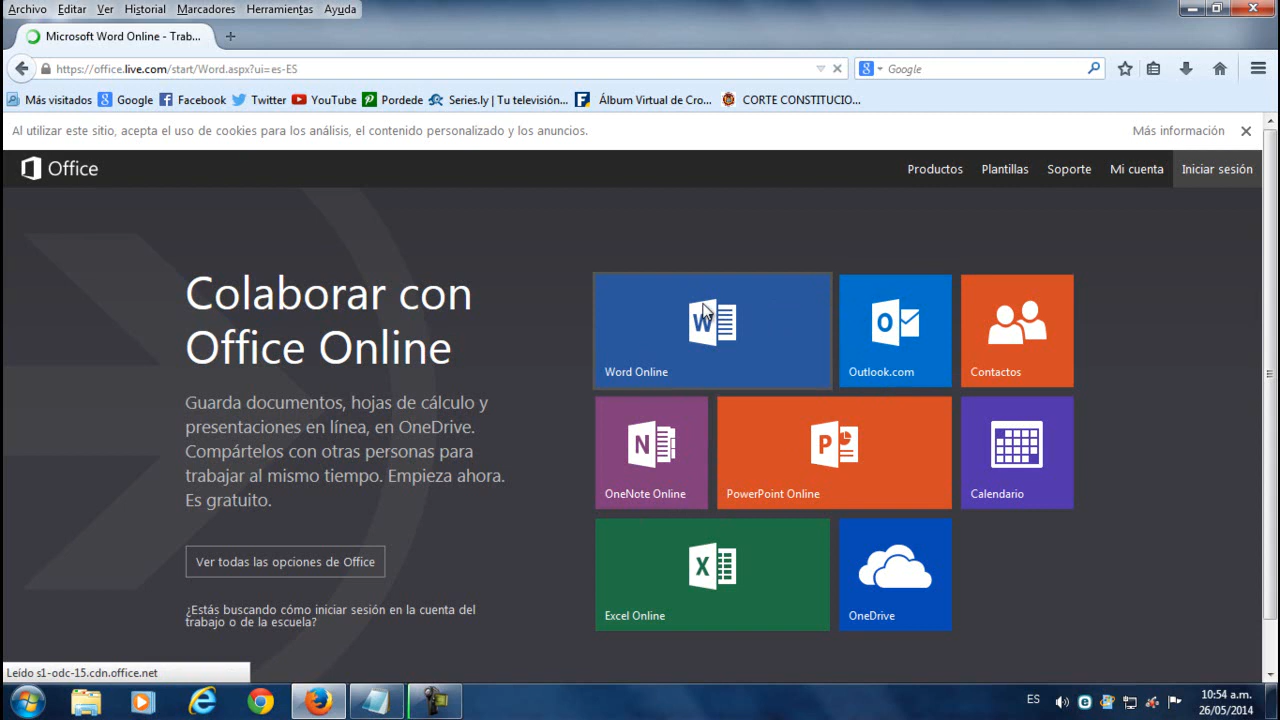 Archivo Editar Ver Historial Marcadores Herramientas Ayuda
Microsoft Word Online - Trab...
https://office.live.com/start/Word.aspx?ui=es-ES
Google
Más visitados Google Facebook Twitter YouTube Pordede Series.ly | Tu televisión... Álbum Virtual de Cro... CORTE CONSTITUCIO...
Al utilizar este sitio, acepta el uso de cookies para los análisis, el contenido personalizado y los anuncios.
Más información
Office
Productos Plantillas Soporte Mi cuenta Iniciar sesión
Colaborar con
Office Online
Guarda documentos, hojas de cálculo y
presentaciones en línea, en OneDrive.
Compártelos con otras personas para
trabajar al mismo tiempo. Empieza ahora.
Es gratuito.
Ver todas las opciones de Office
¿Estás buscando cómo iniciar sesión en la cuenta del
trabajo o de la escuela?
Word Online
Outlook.com
Contactos
OneNote Online
PowerPoint Online
Calendario
Excel Online
OneDrive
Leído s1-odc-15.cdn.office.net
ES
10:54 a.m.
26/05/2014